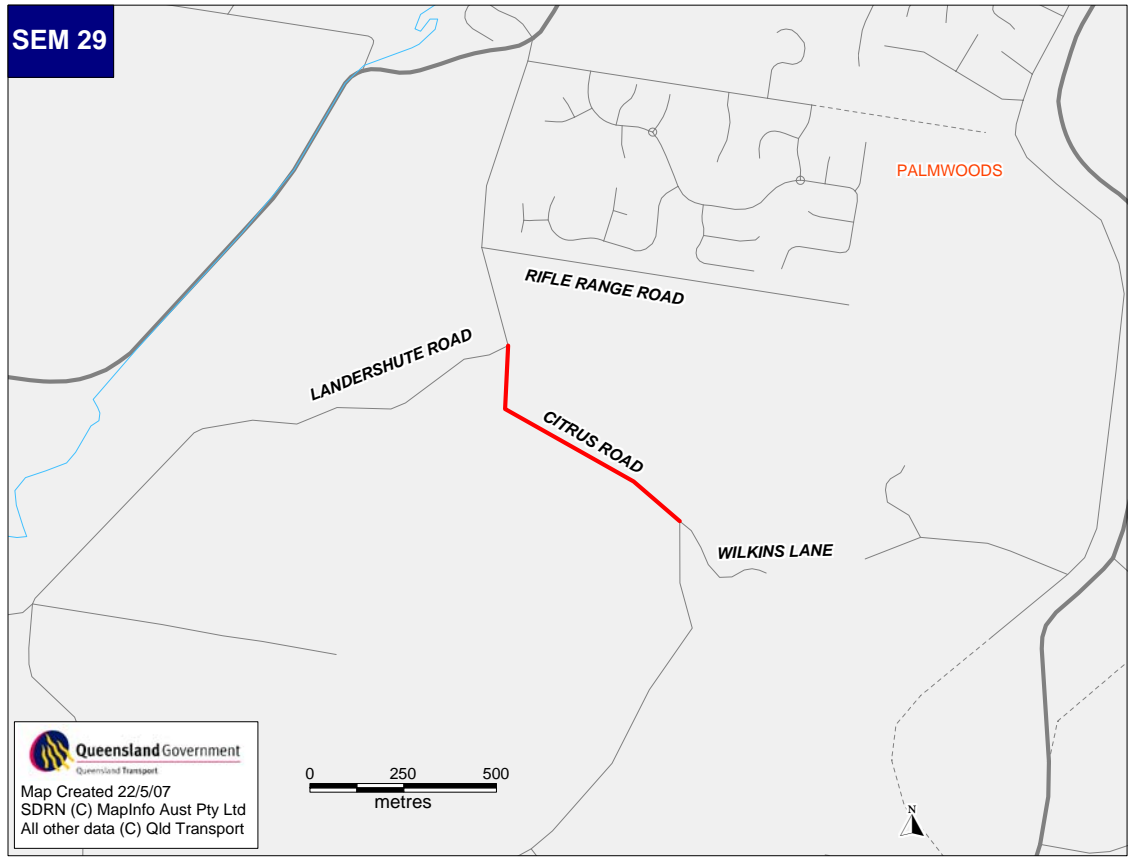 SEM 29
PALMWOODS
RIFLE RANGE ROAD
LANDERSHUTE ROAD
CITRUS ROAD
WILKINS LANE
Queensland Government
Queensland Transport
Map Created 22/5/07
SDRN (C) MapInfo Aust Pty Ltd
All other data (C) Qld Transport
0 250 500
metres
N